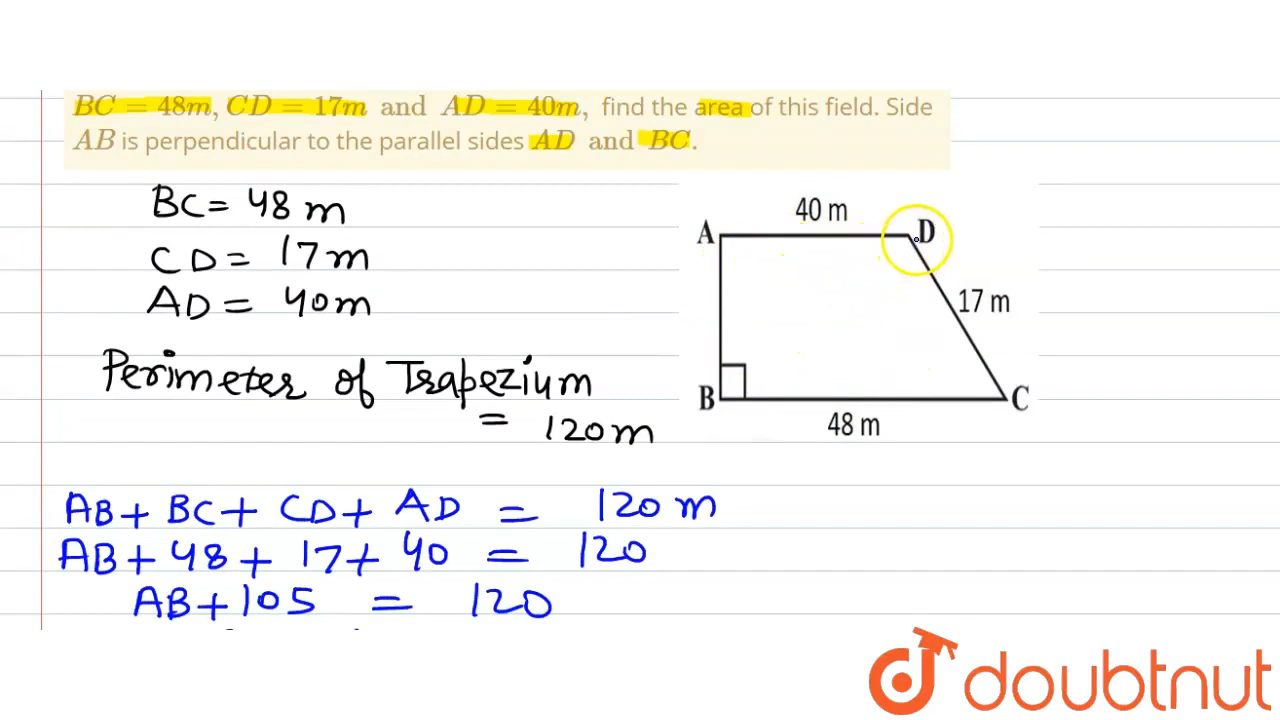 BC = 48m, CD = 17m and AD = 40m, find the area of this field. Side
AB is perpendicular to the parallel sides AD and BC.
BC = 48 m
CD = 17 m
AD = 40m
Perimeter of Trapezium
= 120 m
40 m
A
D
17 m
B
C
48 m
AB + BC + CD + AD = 120 m
AB + 48 + 17 + 40 = 120
AB + 105 = 120
doubtnut